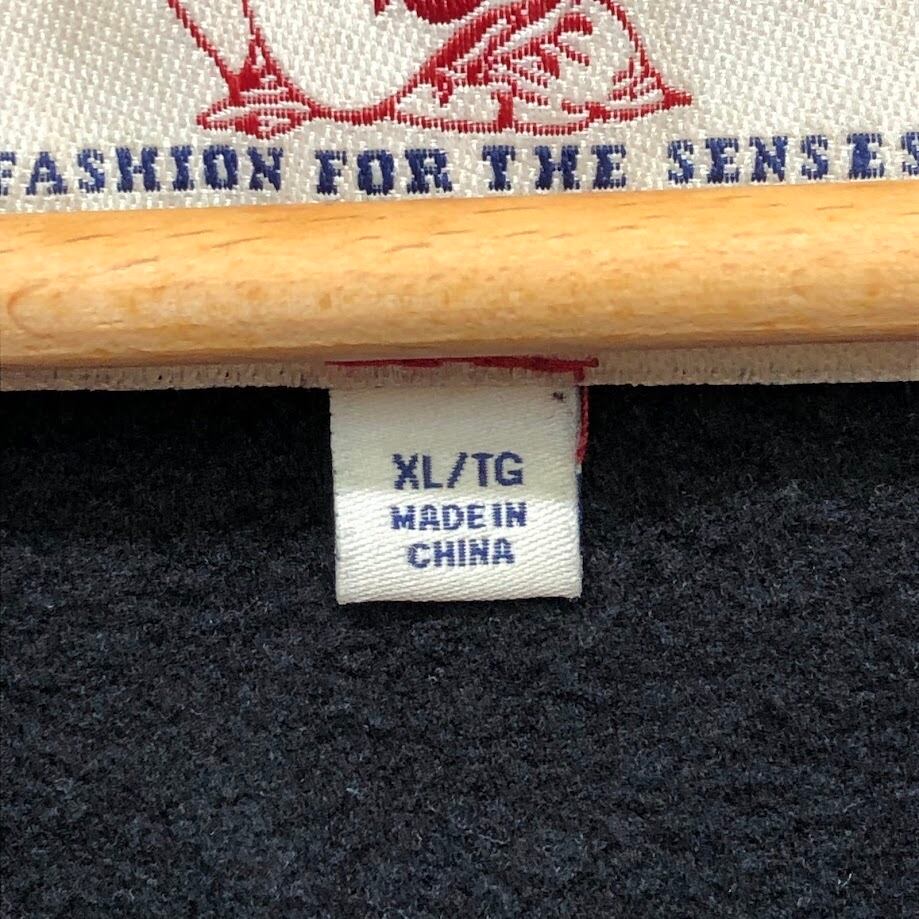 FASHION FOR THE SENSES
XL/TG
MADE IN
CHINA